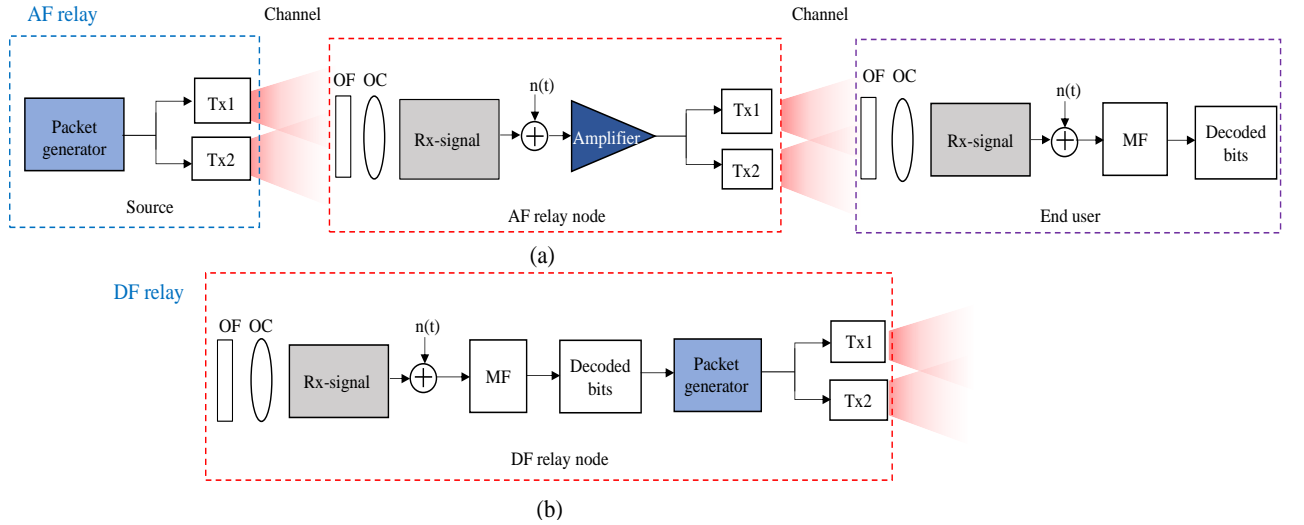 AF relay
Channel
Channel
OF OC
n(t)
Packet
generator
Tx1
Tx2
Source
Rx-signal
Amplifier
Tx1
Tx2
AF relay node
OF OC
n(t)
Rx-signal
MF
Decoded
bits
End user
(a)
DF relay
OF OC
n(t)
Rx-signal
MF
Decoded
bits
Packet
generator
Tx1
Tx2
DF relay node
(b)